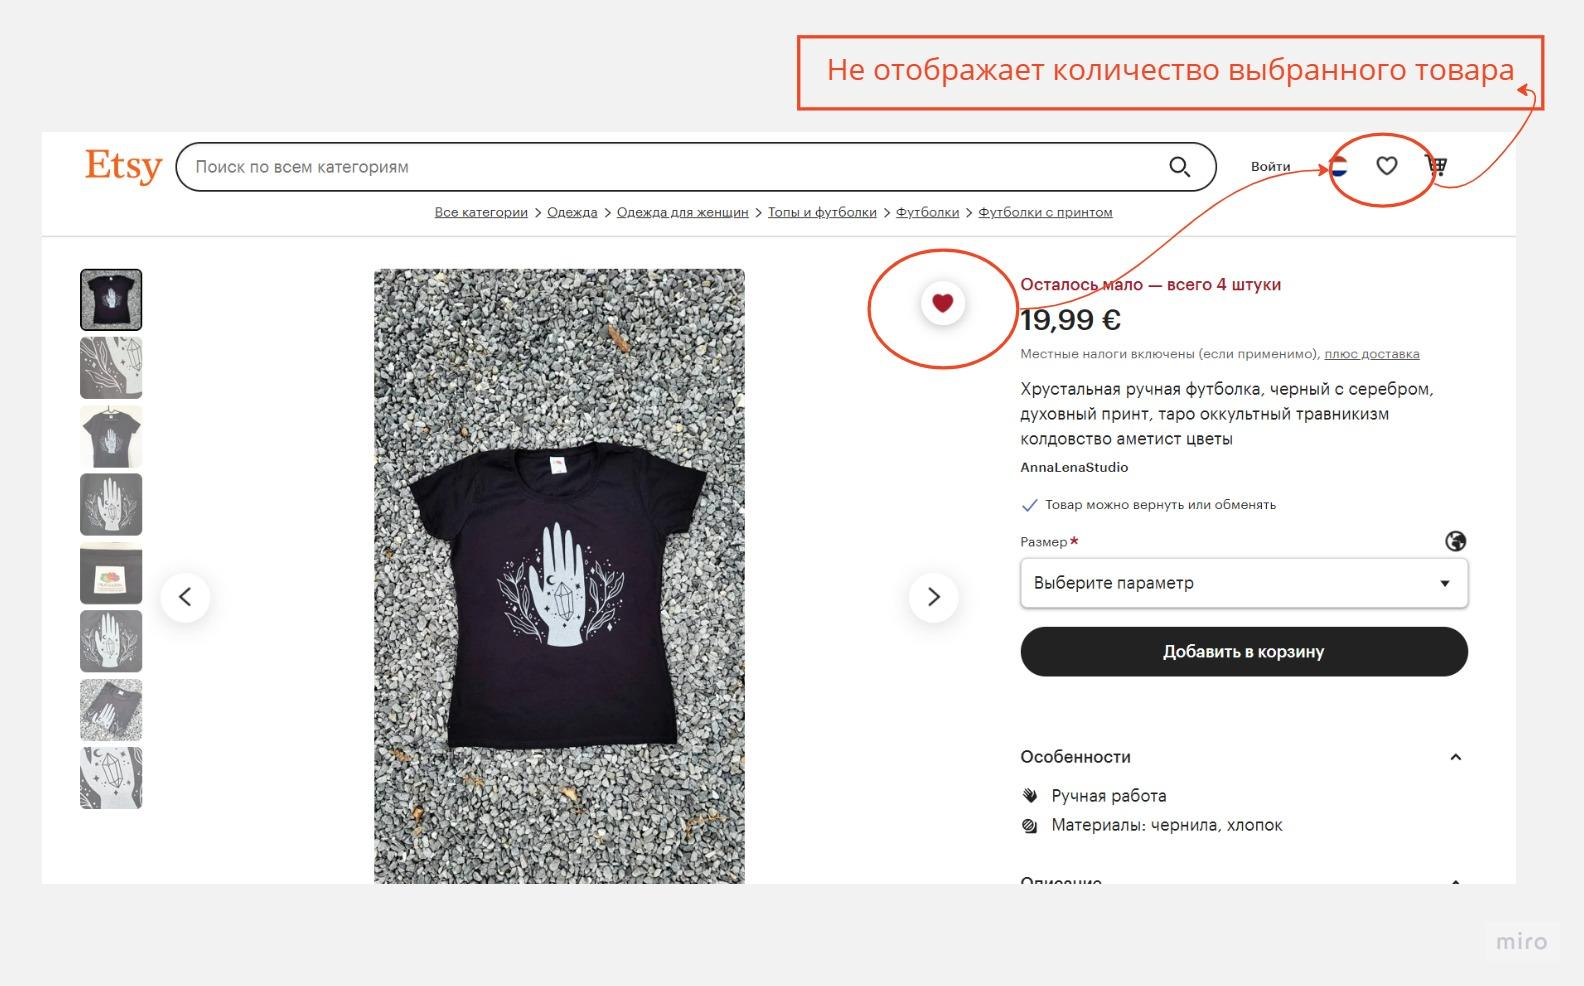 Не отображает количество выбранного товара
Etsy
Поиск по всем категориям
Войти
Все категории > Одежда > Одежда для женщин > Топы и футболки > Футболки > Футболки с принтом
Осталось мало — всего 4 штуки
19,99 €
Местные налоги включены (если применимо), плюс доставка
Хрустальная ручная футболка, черный с серебром,
духовный принт, таро оккультный травникизм
колдовство аметист цветы
AnnaLenaStudio
Товар можно вернуть или обменять
Размер*
Выберите параметр
Добавить в корзину
Особенности
Ручная работа
Материалы: чернила, хлопок
Описание
miro